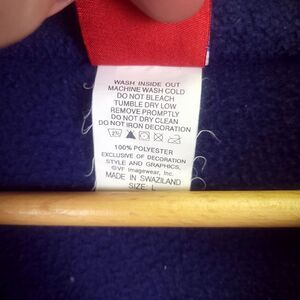 WASH INSIDE OUT
MACHINE WASH COLD
DO NOT BLEACH
TUMBLE DRY LOW
REMOVE PROMPTLY
DO NOT DRY CLEAN
DO NOT IRON DECORATION
100% POLYESTER
EXCLUSIVE OF DECORATION
STYLE AND GRAPHICS,
©VF Imagewear, Inc.
MADE IN SWAZILAND
SIZE: L